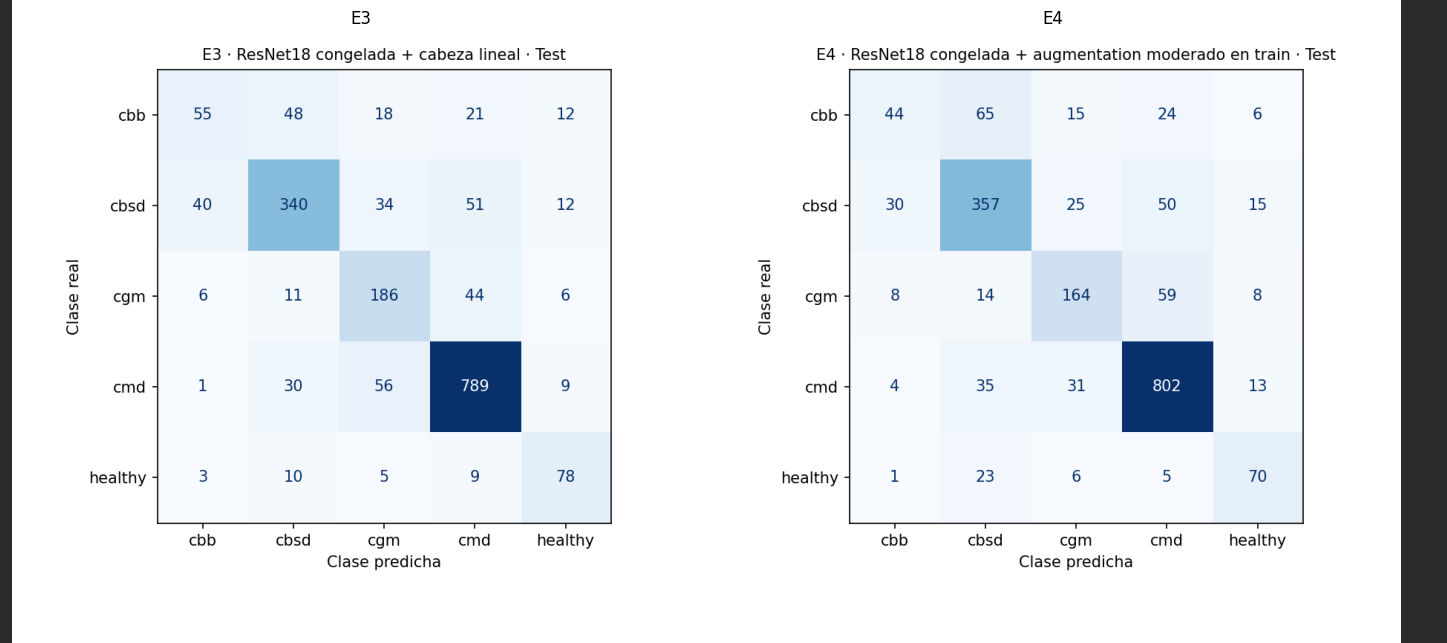 E3
E3 · ResNet18 congelada + cabeza lineal · Test
cbb 55 48 18 21 12
cbsd 40 340 34 51 12
cgm 6 11 186 44 6
cmd 1 30 56 789 9
healthy 3 10 5 9 78
cbb cbsd cgm cmd healthy
Clase predicha
Clase real
E4
E4 · ResNet18 congelada + augmentation moderado en train · Test
cbb 44 65 15 24 6
cbsd 30 357 25 50 15
cgm 8 14 164 59 8
cmd 4 35 31 802 13
healthy 1 23 6 5 70
cbb cbsd cgm cmd healthy
Clase predicha
Clase real